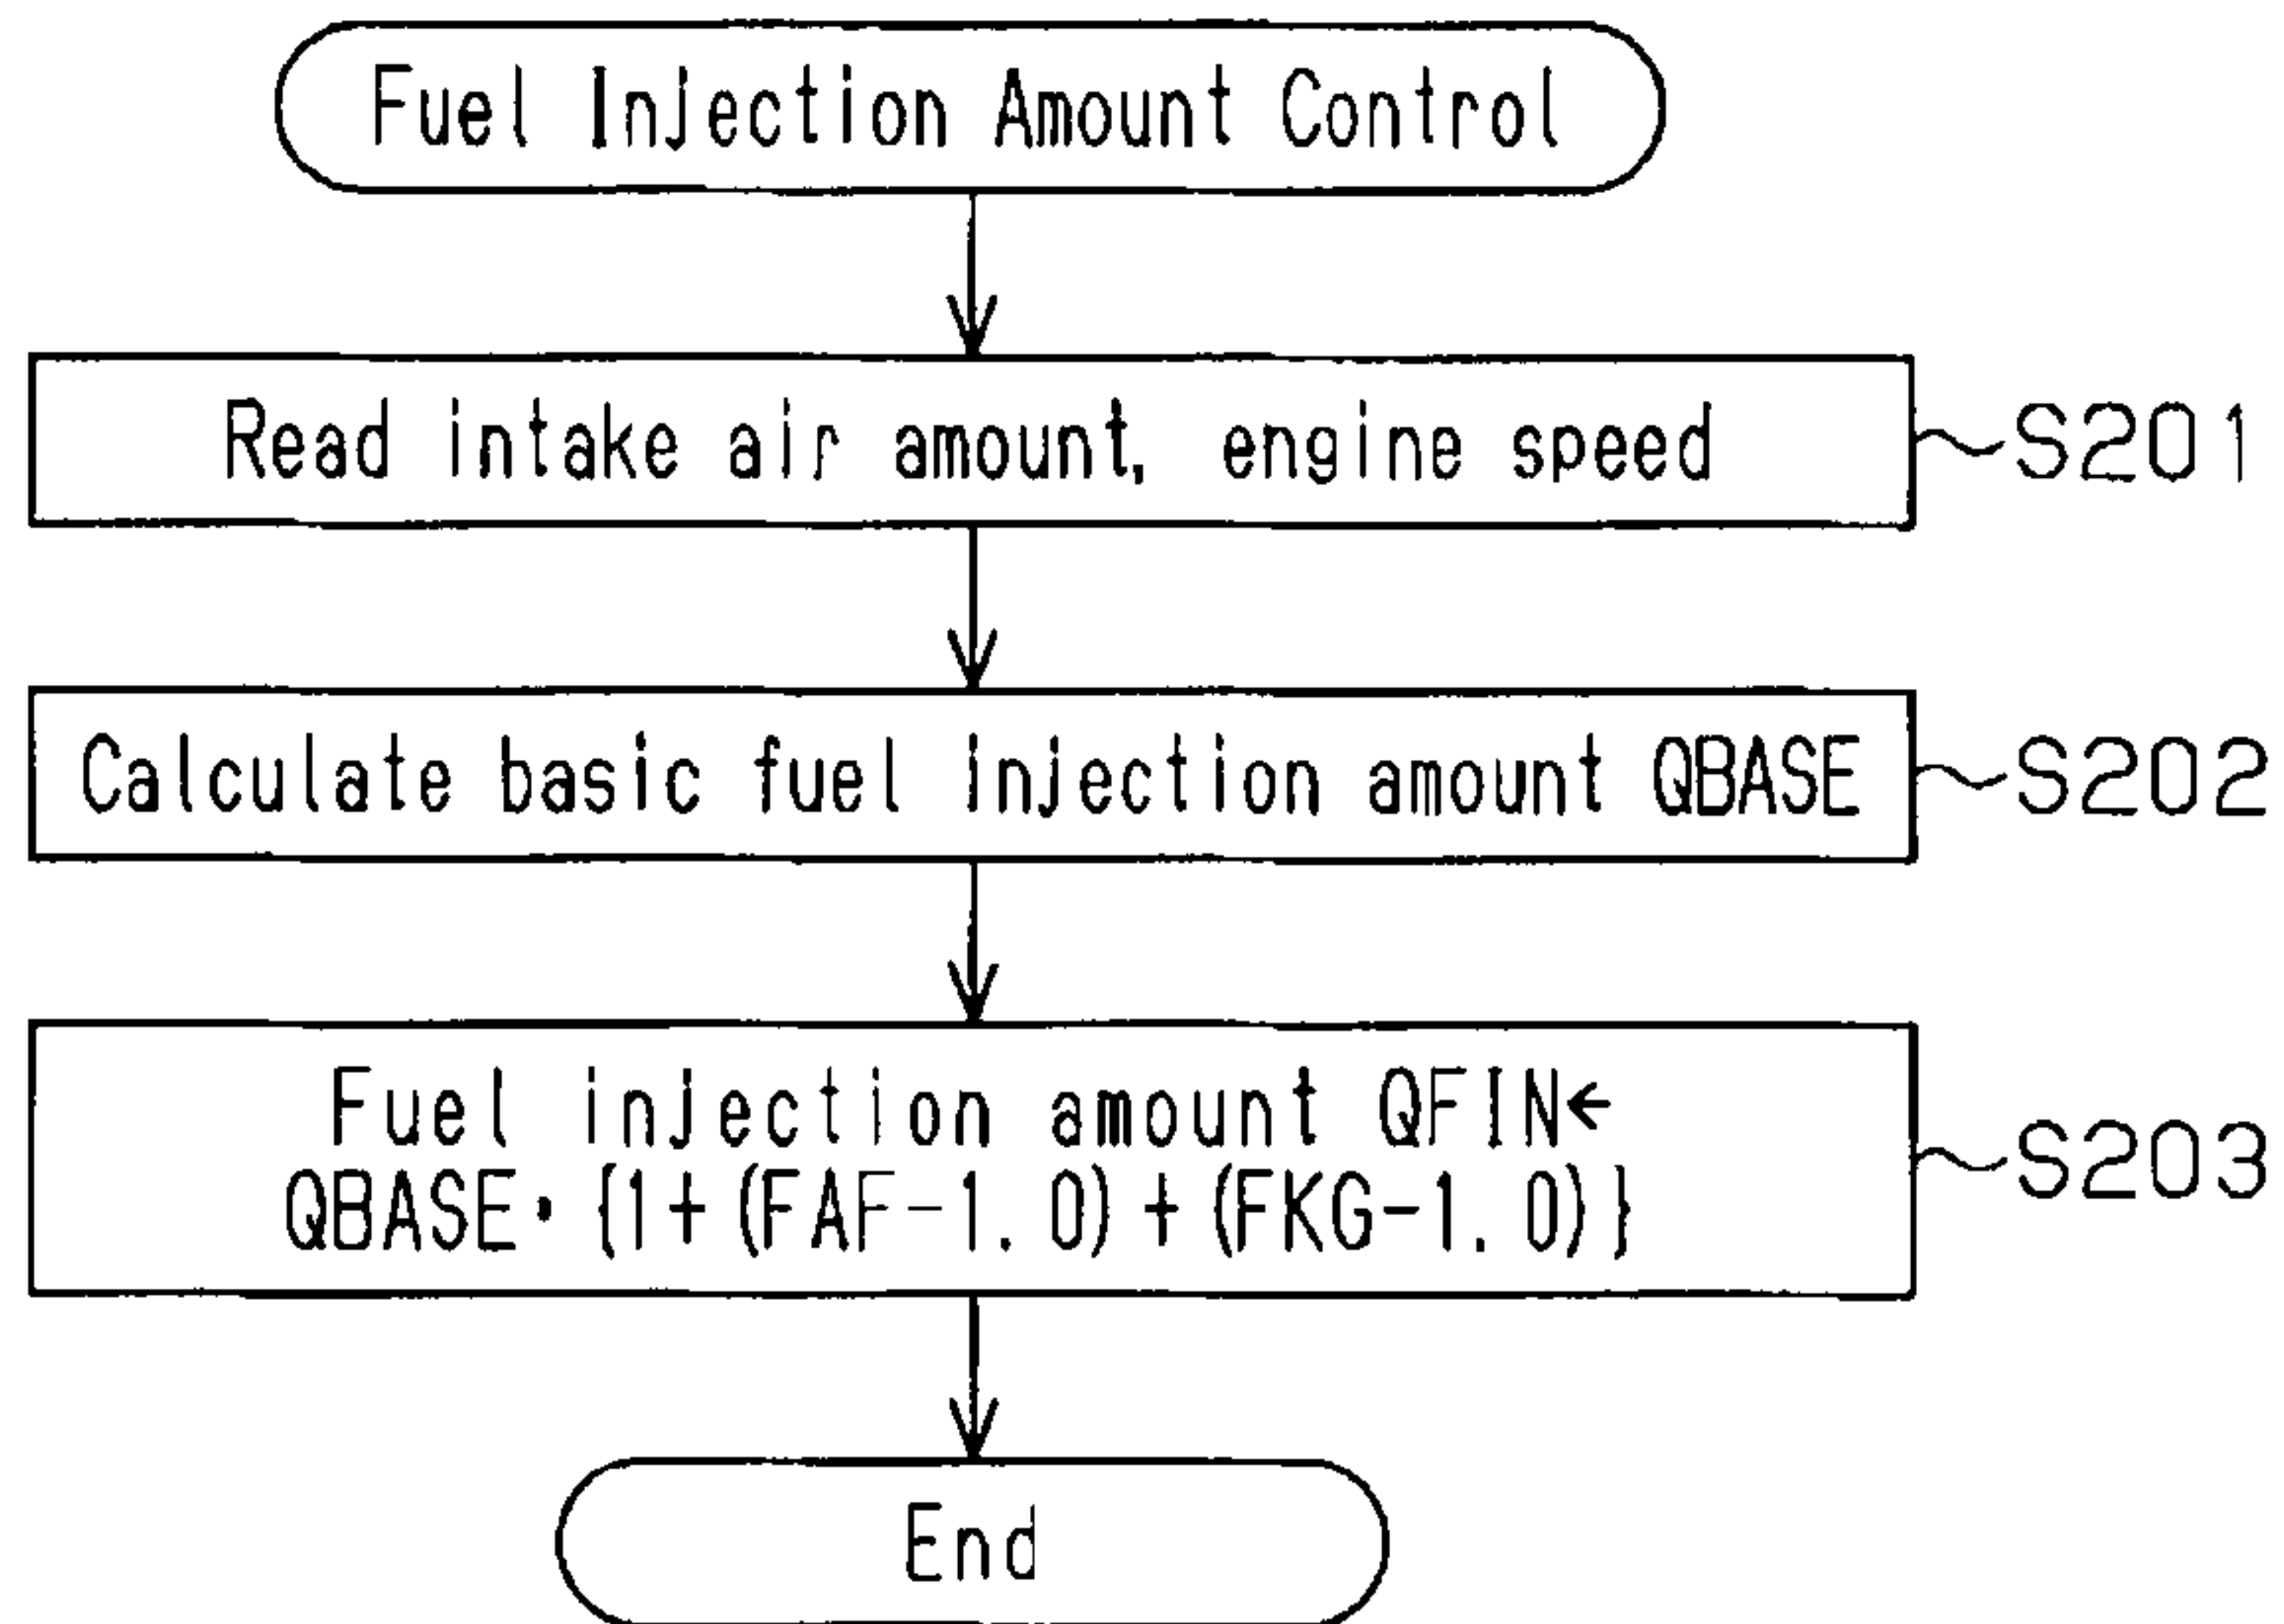 Fuel Injection Amount Control
Read intake air amount, engine speed
S201
Calculate basic fuel injection amount QBASE
S202
Fuel injection amount QFIN←
QBASE·{1+(FAF-1.0)+(FKG-1.0)}
S203
End